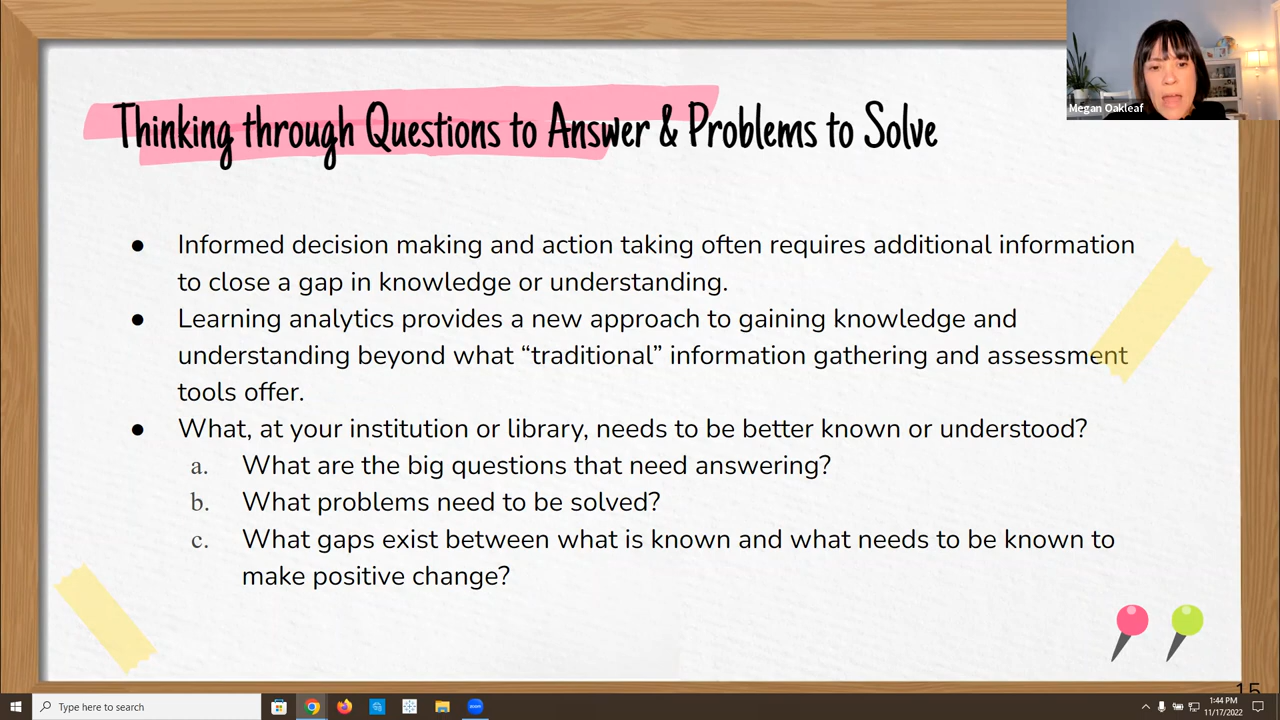 Megan Oakleaf
Thinking through Questions to Answer & Problems to Solve
● Informed decision making and action taking often requires additional information
to close a gap in knowledge or understanding.
● Learning analytics provides a new approach to gaining knowledge and
understanding beyond what “traditional” information gathering and assessment
tools offer.
● What, at your institution or library, needs to be better known or understood?
a. What are the big questions that need answering?
b. What problems need to be solved?
c. What gaps exist between what is known and what needs to be known to
make positive change?
15
Type here to search
zoom
1:44 PM
11/17/2022